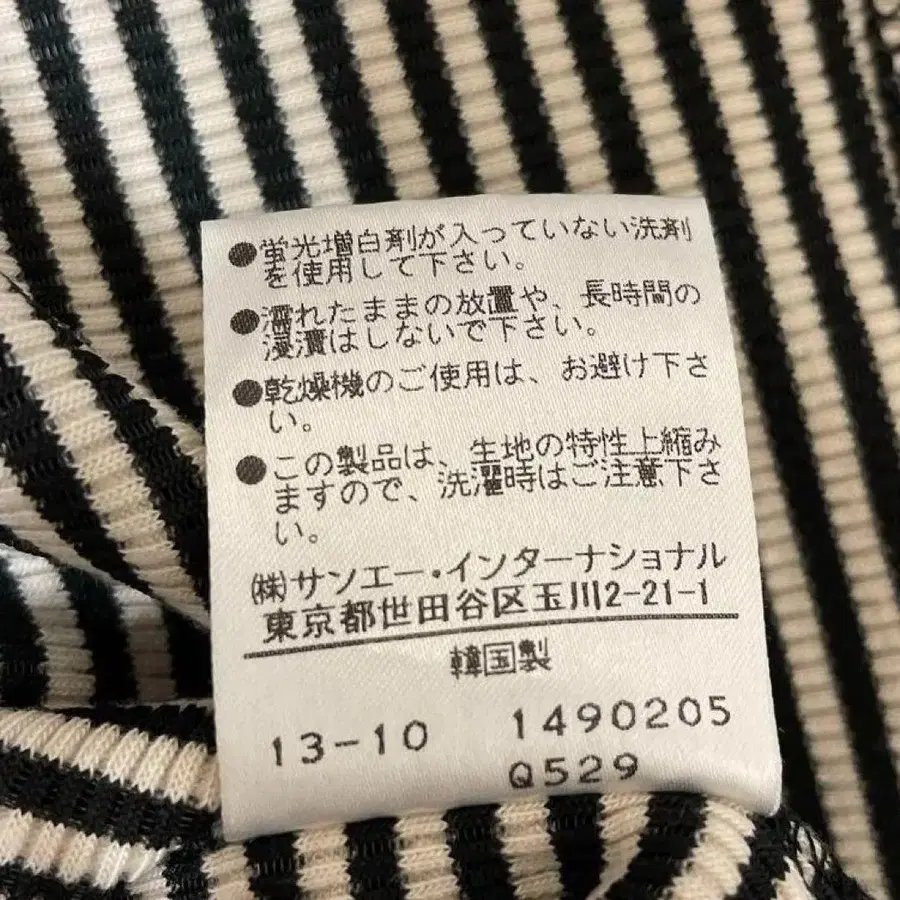 ●蛍光増白剤が入っていない洗剤
を使用して下さい。
●濡れたままの放置や、長時間の
浸漬はしないで下さい。
●乾燥機のご使用は、お避け下さ
い。
●この製品は、生地の特性上縮み
ますので、洗濯時はご注意下さ
い。
㈱サンエー・インターナショナル
東京都世田谷区玉川2-21-1
韓国製
13-10 1490205
Q529